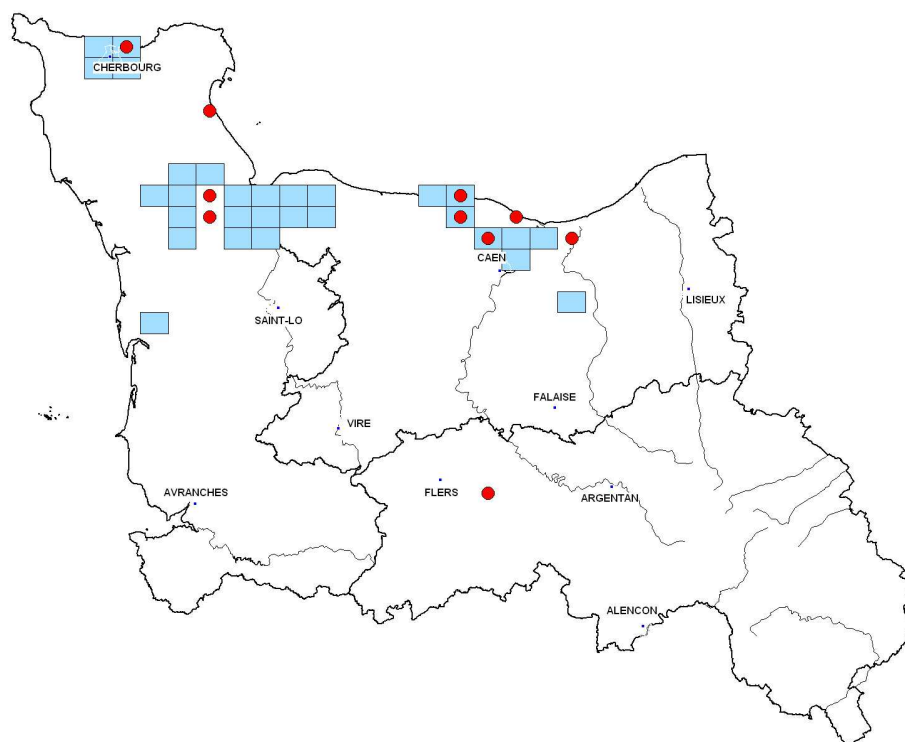 CHERBOURG
CAEN
LISIEUX
SAINT-LO
FALAISE
VIRE
FLERS
ARGENTAN
AVRANCHES
ALENCON